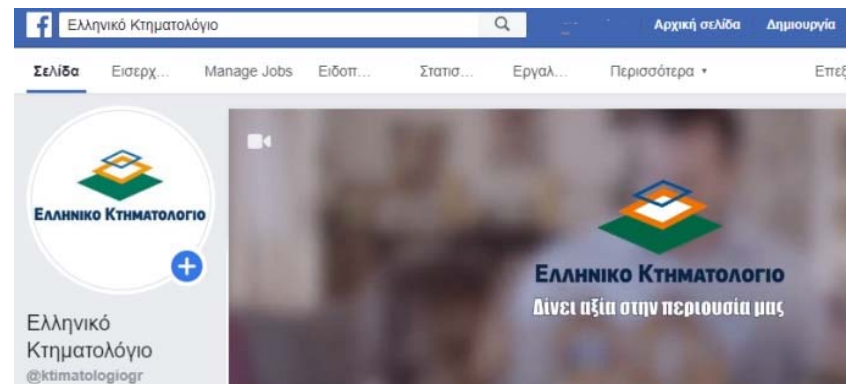 Ελληνικό Κτηματολόγιο
Αρχική σελίδα Δημιουργία
Σελίδα Εισερχ... Manage Jobs Ειδοπ... Στατισ... Εργαλ... Περισσότερα Επεξ
ΕΛΛΗΝΙΚΟ ΚΤΗΜΑΤΟΛΟΓΙΟ
ΕΛΛΗΝΙΚΟ ΚΤΗΜΑΤΟΛΟΓΙΟ
Δίνει αξία στην περιουσία μας
Ελληνικό
Κτηματολόγιο
@ktimatologiogr